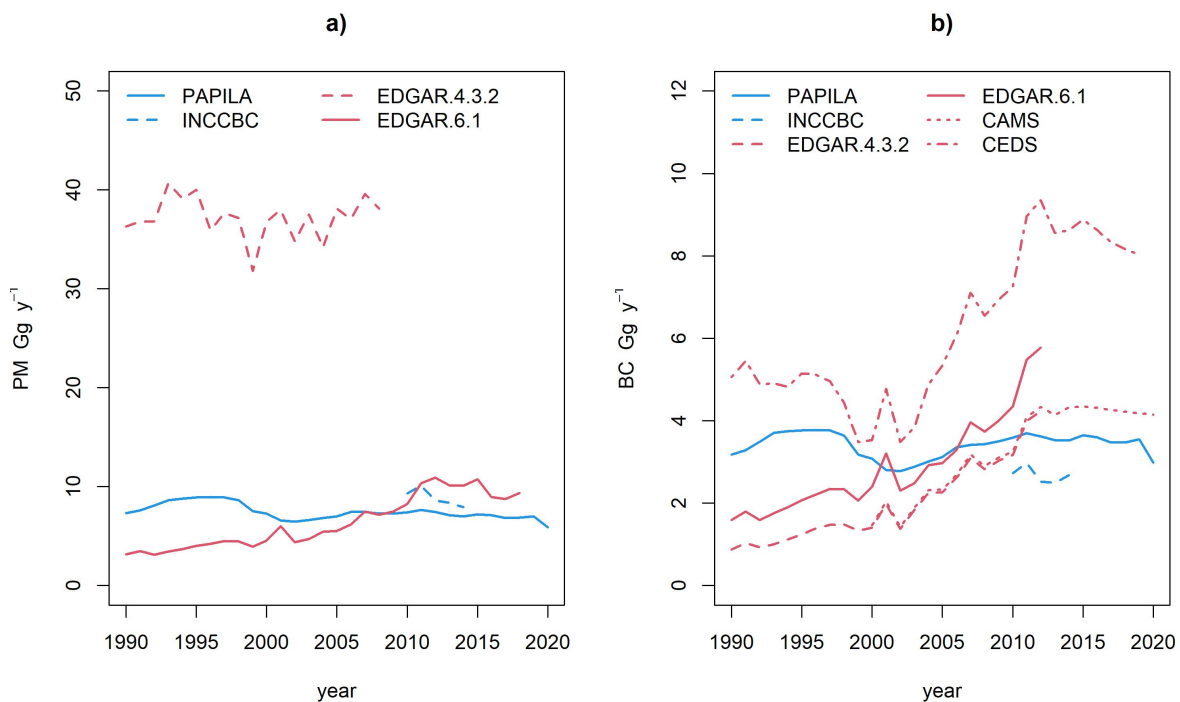 a)
PAPILA
INCCBC
EDGAR.4.3.2
EDGAR.6.1
PM Gg y⁻¹
50
40
30
20
10
0
1990 1995 2000 2005 2010 2015 2020
year
b)
PAPILA
INCCBC
EDGAR.4.3.2
EDGAR.6.1
CAMS
CEDS
BC Gg y⁻¹
12
10
8
6
4
2
0
1990 1995 2000 2005 2010 2015 2020
year